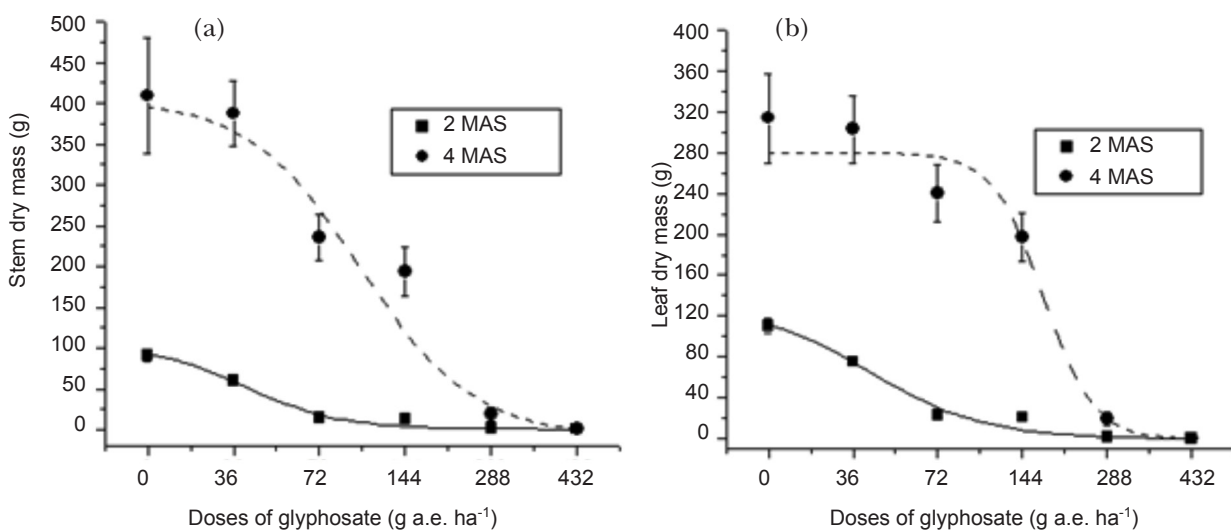 (a)
500
450
400
350
300
250
200
150
100
50
0
Stem dry mass (g)
2 MAS
4 MAS
0 36 72 144 288 432
Doses of glyphosate (g a.e. ha⁻¹)
(b)
400
360
320
280
240
200
160
120
80
40
0
Leaf dry mass (g)
2 MAS
4 MAS
0 36 72 144 288 432
Doses of glyphosate (g a.e. ha⁻¹)